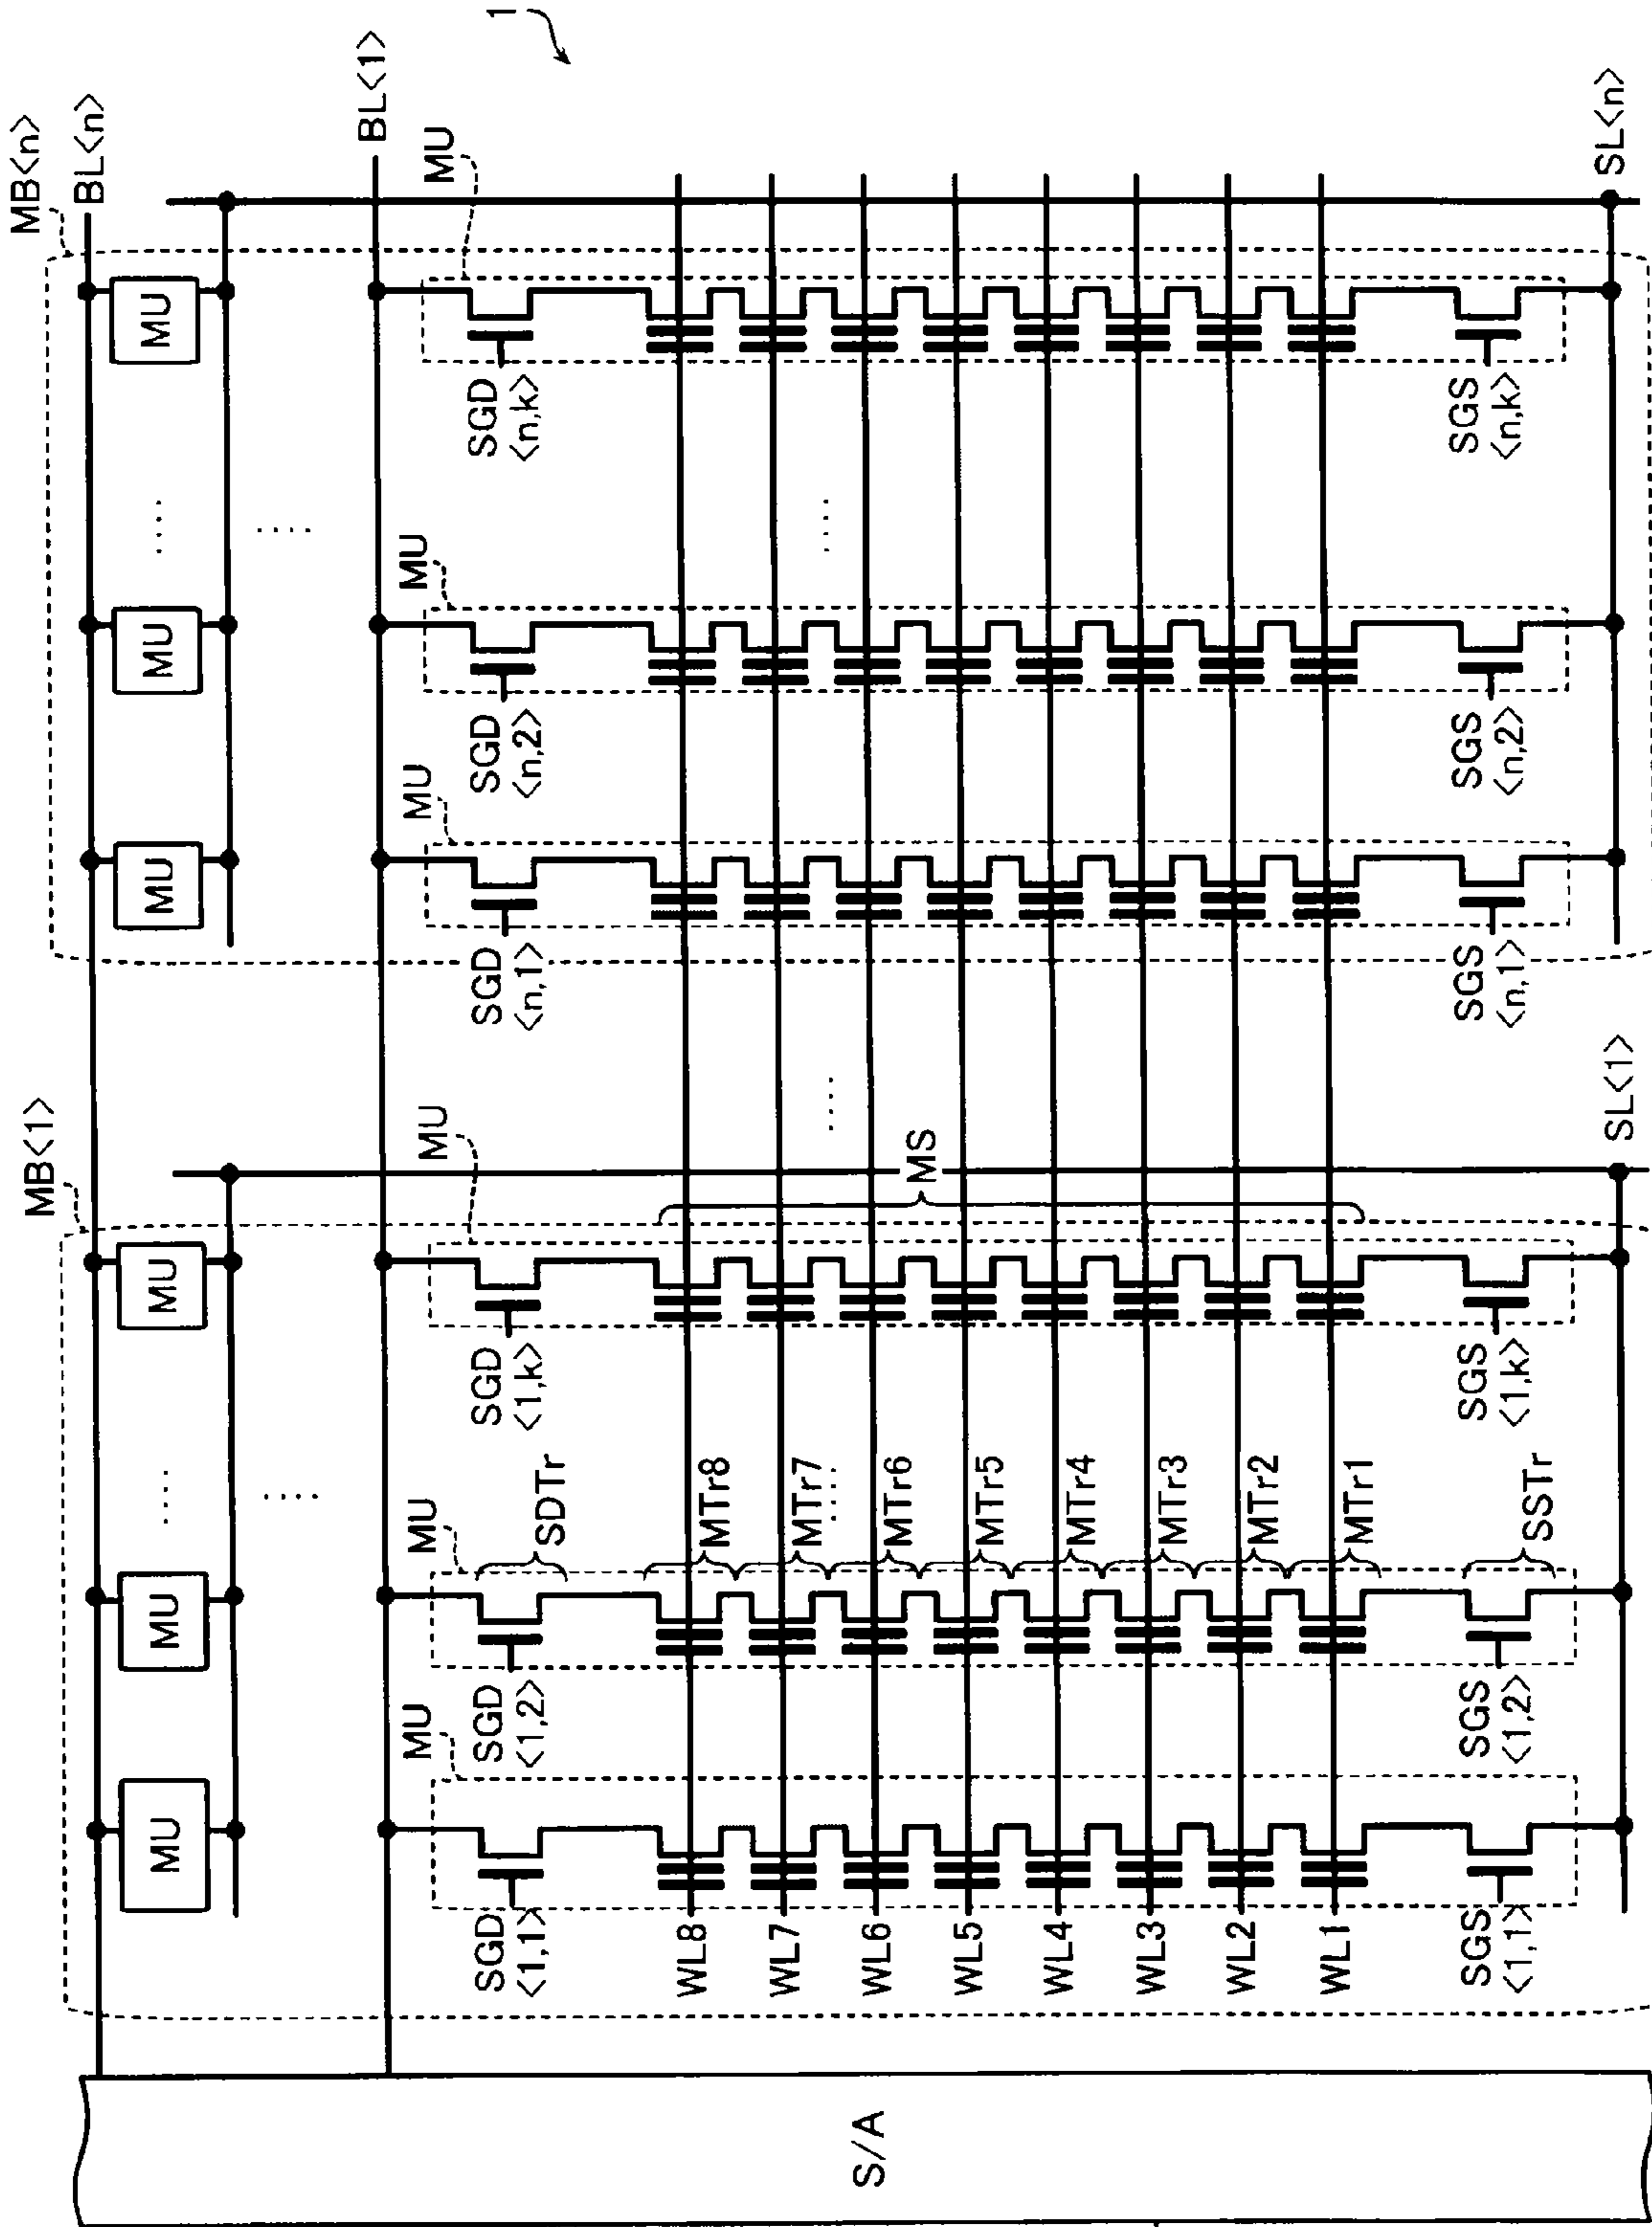 1
MB<n>
BL<n>
MB<1>
MU
MU
MU
MU
MU
MU
BL<1>
MU
MU
MU
MU
MU
MU
SGD
<1,1>
SGD
<1,2>
SDTr
SGD
<1,k>
SGD
<n,1>
SGD
<n,2>
SGD
<n,k>
WL8
MTr8
WL7
MTr7
WL6
MTr6
WL5
MTr5
MS
WL4
MTr4
WL3
MTr3
WL2
MTr2
WL1
MTr1
S/A
SGS
<1,1>
SGS
<1,2>
SSTr
SGS
<1,k>
SGS
<n,1>
SGS
<n,2>
SGS
<n,k>
SL<1>
SL<n>